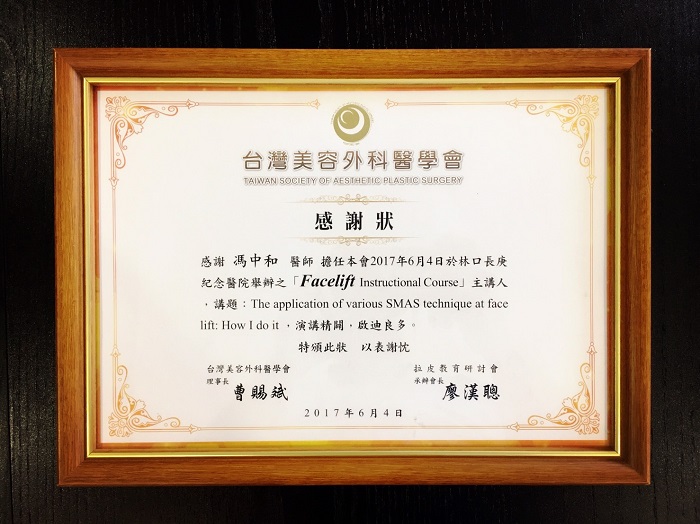 台灣美容外科醫學會
TAIWAN SOCIETY OF AESTHETIC PLASTIC SURGERY
感謝狀
感謝 馮中和 醫師 擔任本會2017年6月4日於林口長庚
紀念醫院舉辦之「Facelift Instructional Course」主講人
，講題：The application of various SMAS technique at face
lift: How I do it ，演講精闢，啟迪良多。
特頒此狀 以表謝忱
台灣美容外科醫學會
理事長 曹賜斌
拉皮教育研討會
承辦會長 廖漢聰
2017年6月4日